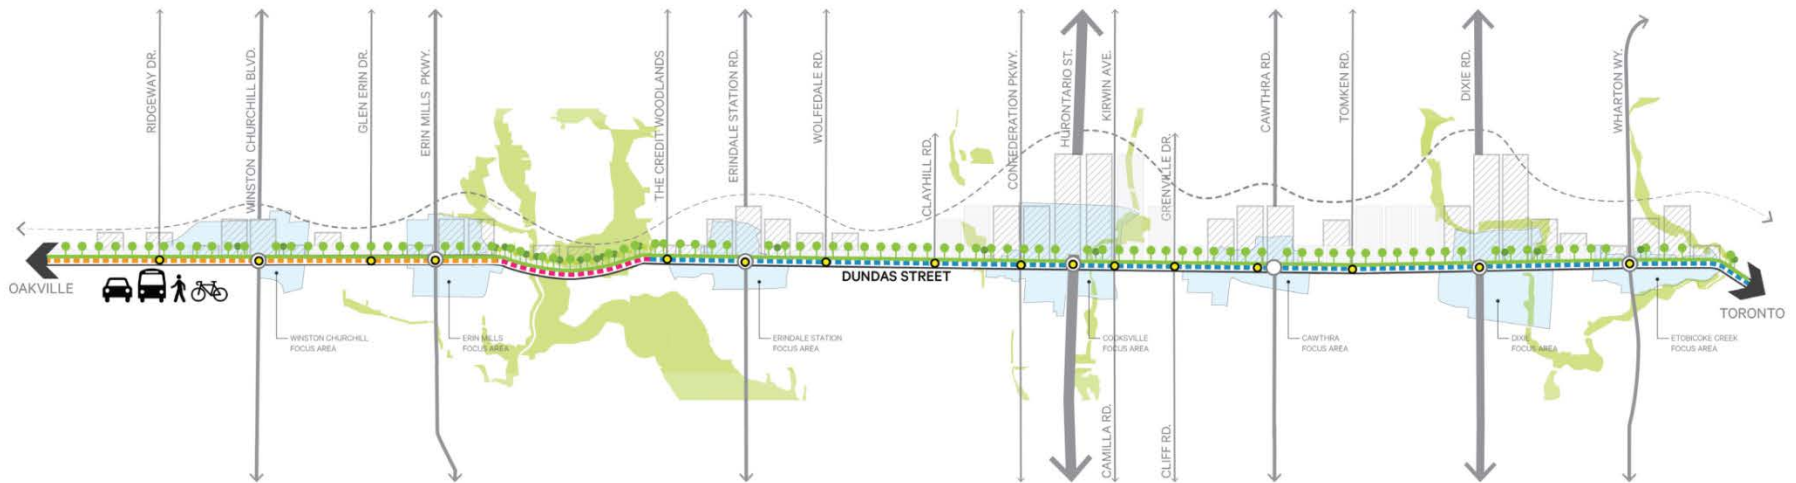 RIDGEWAY DR.
WINSTON CHURCHILL BLVD.
GLEN ERIN DR.
ERIN MILLS PKWY.
THE CREDIT WOODLANDS
ERINDALE STATION RD.
WOLFEDALE RD.
CLAYHILL RD.
CONFEDERATION PKWY.
HURONTARIO ST.
KIRWIN AVE.
GRENVILLE DR.
CAWTHRA RD.
TOMKEN RD.
DIXIE RD.
WHARTON WY.
OAKVILLE
DUNDAS STREET
TORONTO
WINSTON CHURCHILL
FOCUS AREA
ERIN MILLS
FOCUS AREA
ERINDALE STATION
FOCUS AREA
COOKSVILLE
FOCUS AREA
CAWTHRA
FOCUS AREA
DIXIE
FOCUS AREA
ETOBICOKE CREEK
FOCUS AREA
CAMILLA RD.
CLIFF RD.